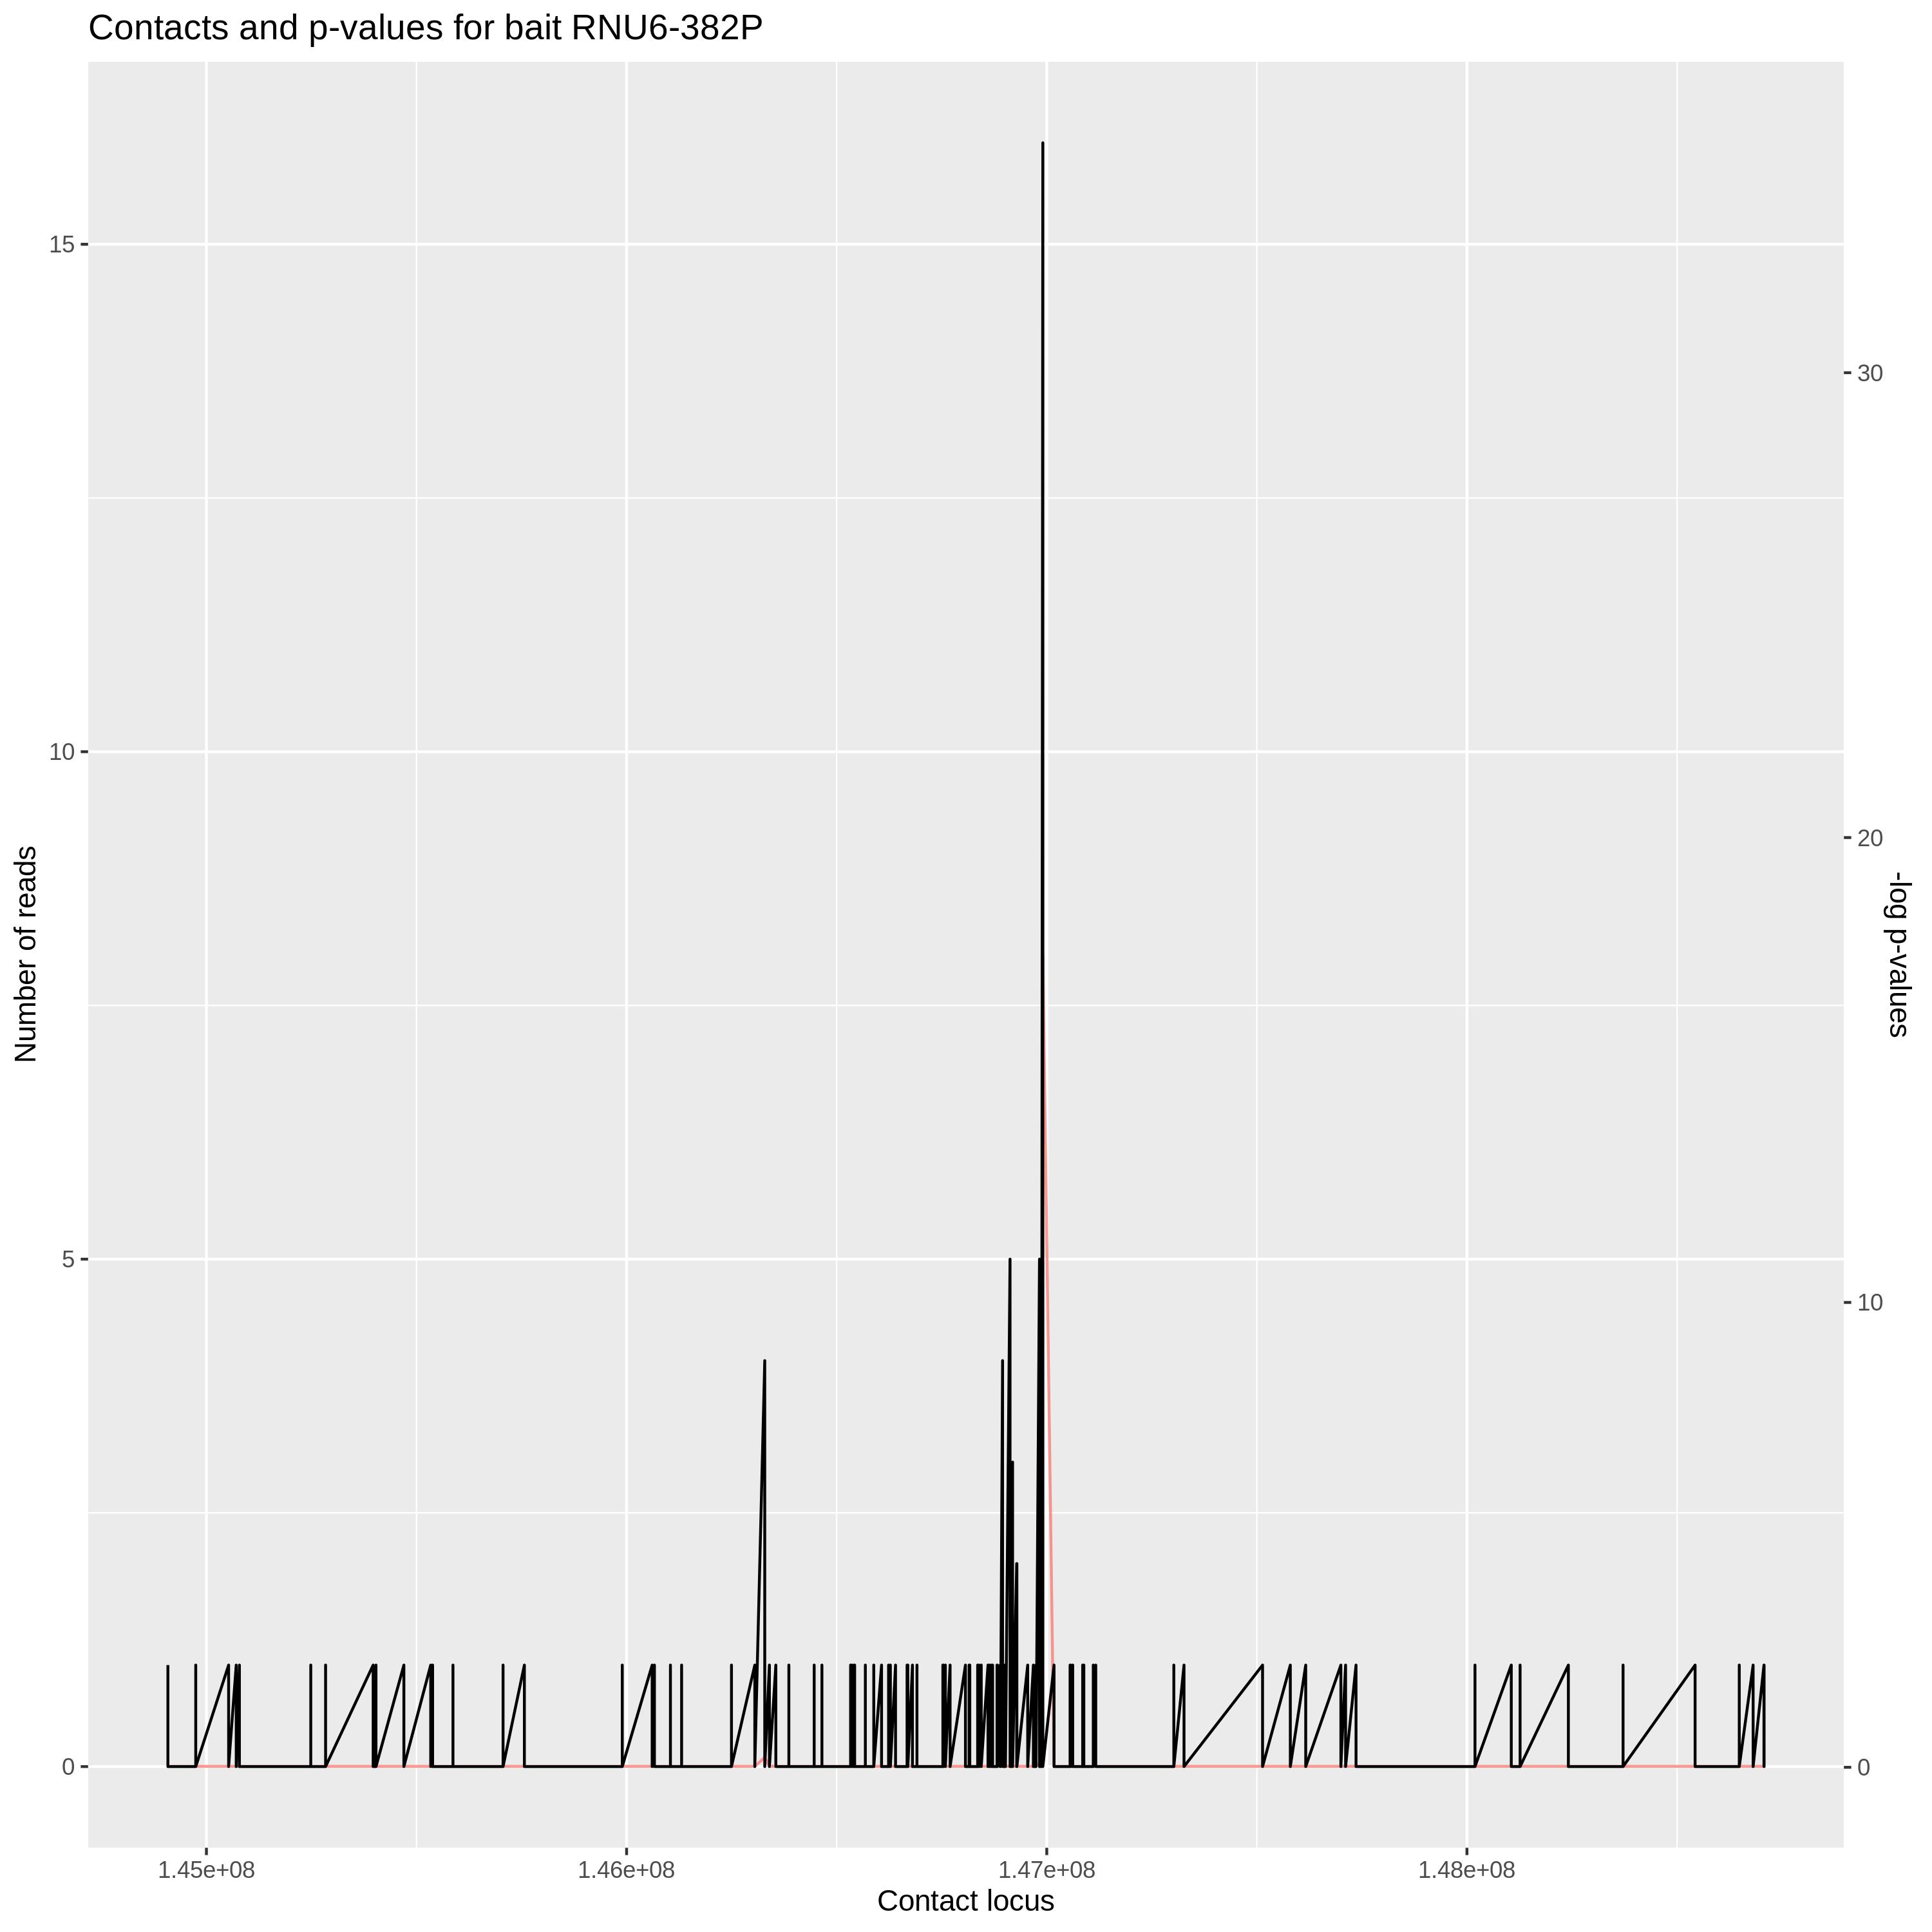 Contacts and p-values for bait RNU6-382P
15
10
5
0
Number of reads
30
20
10
0
-log p-values
1.45e+08 1.46e+08 1.47e+08 1.48e+08
Contact locus